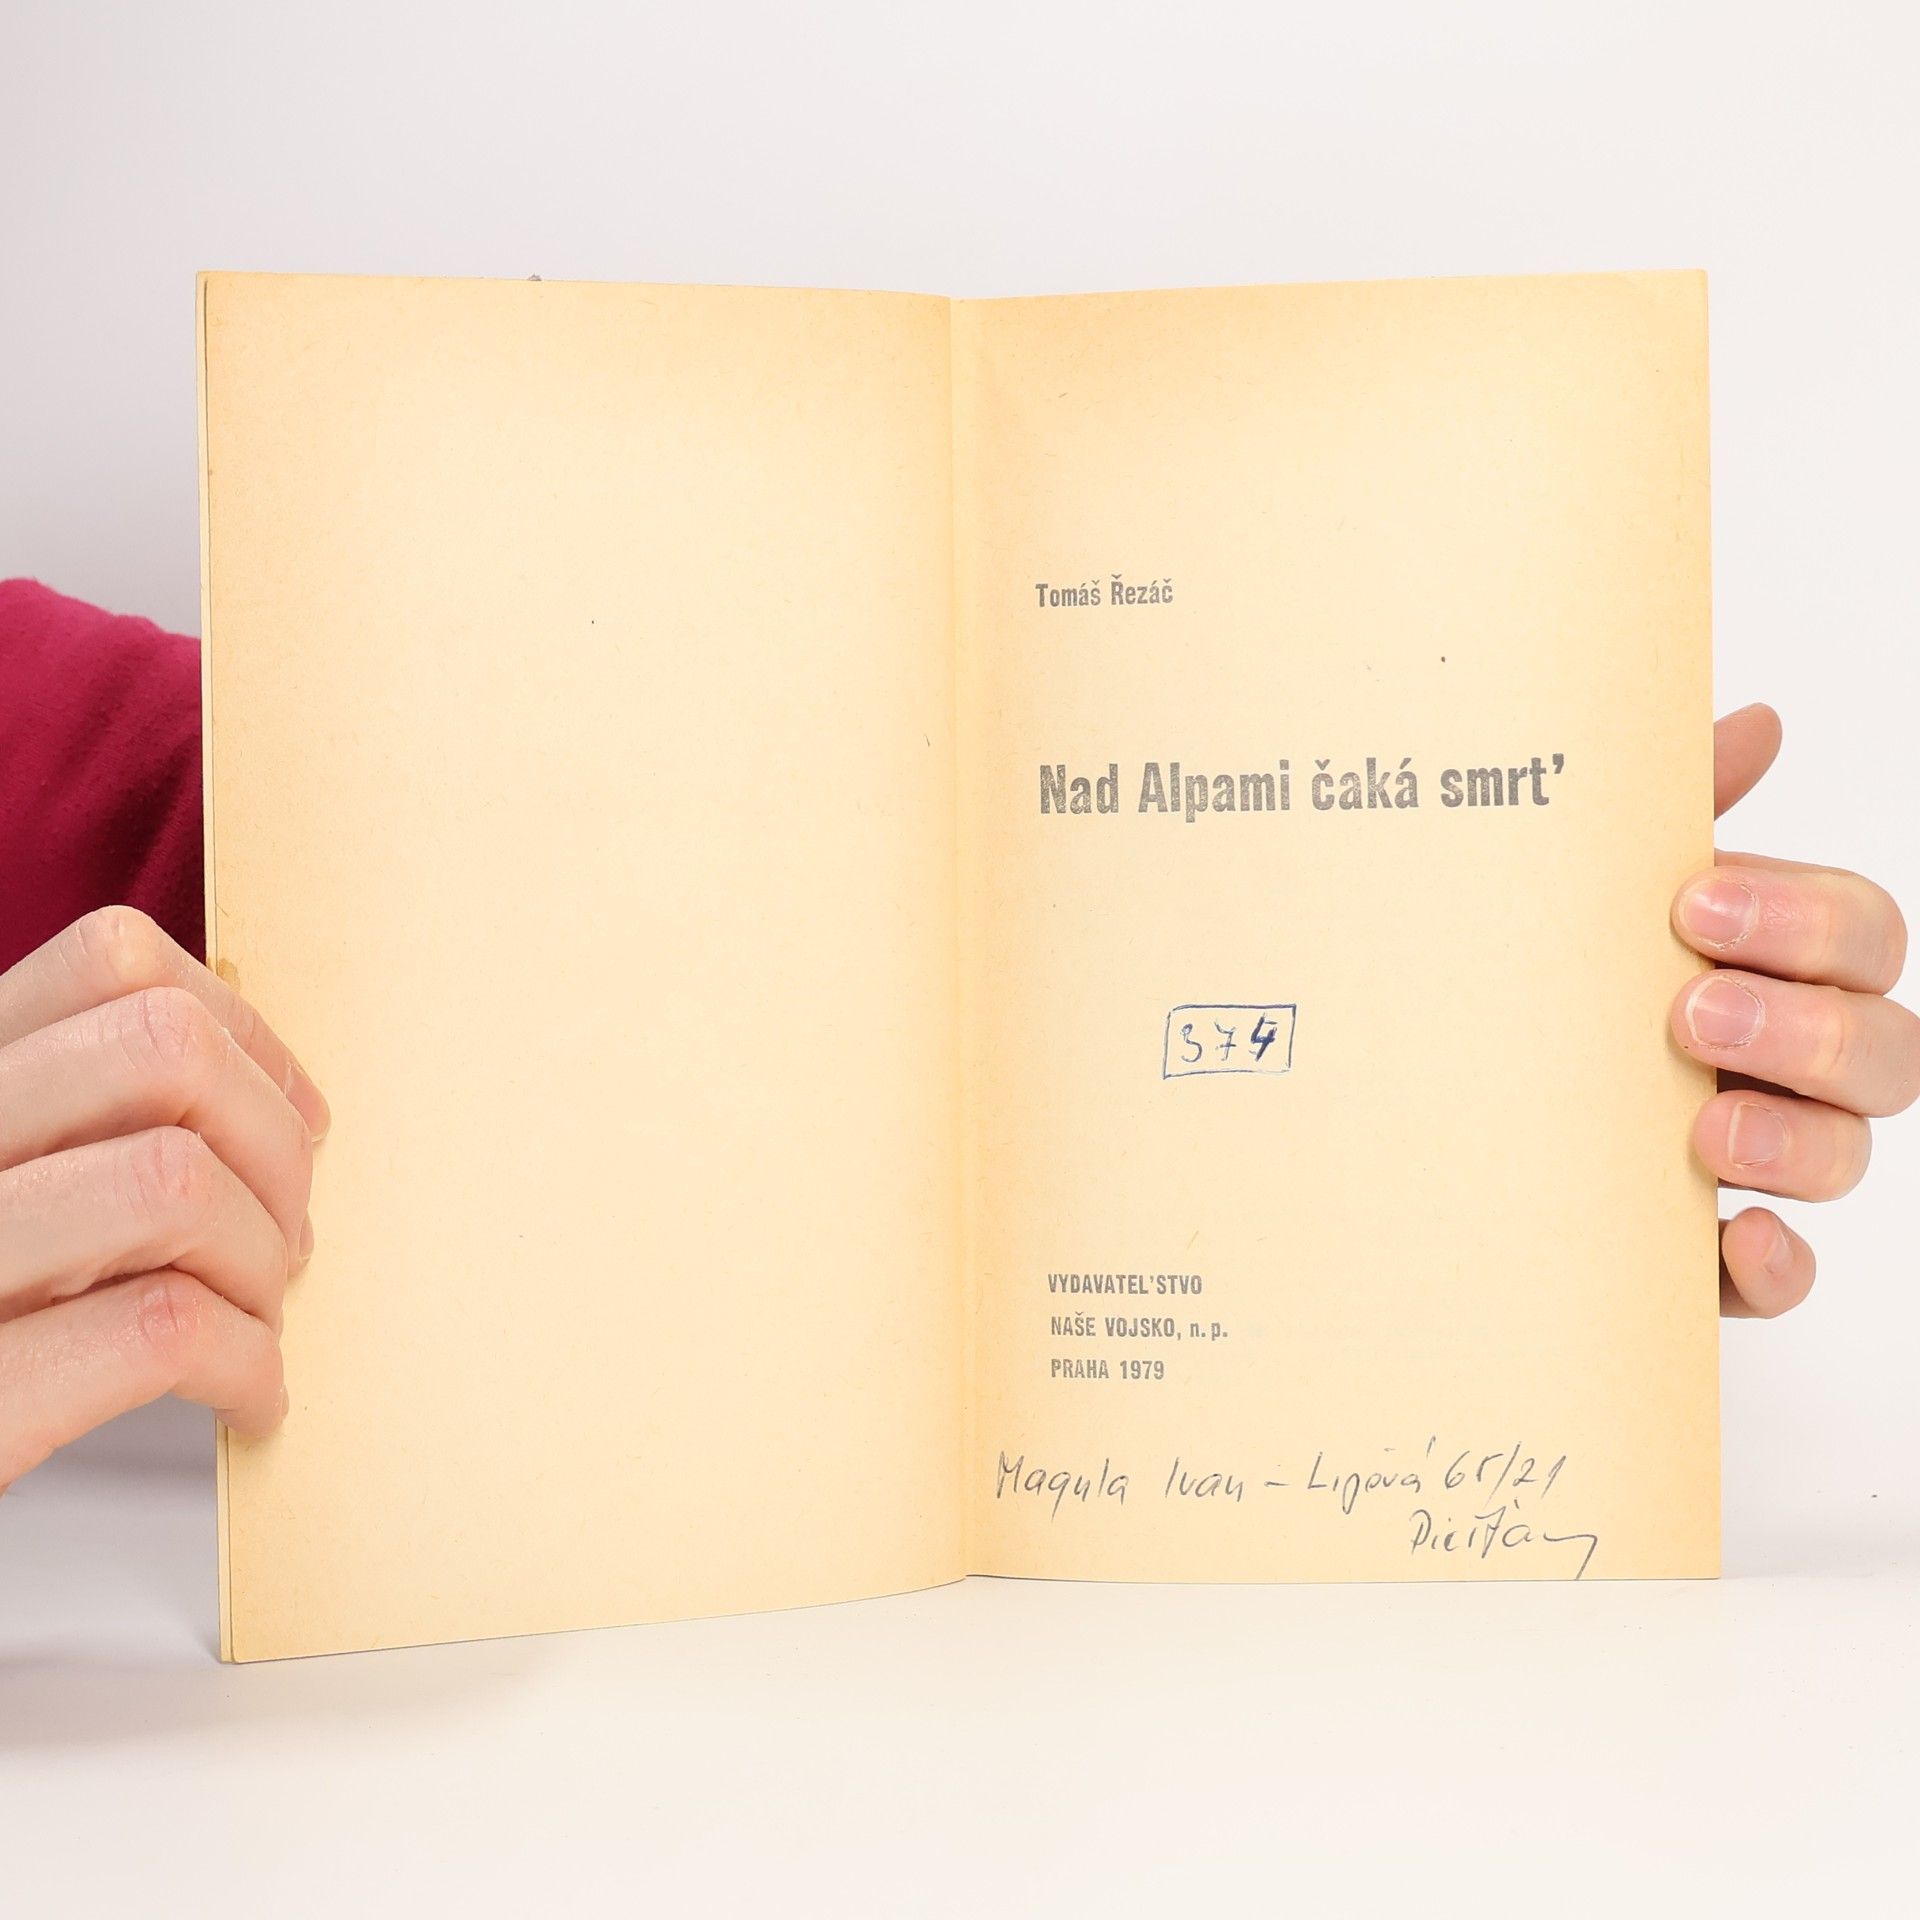 Tomáš Řezáč
Nad Alpami čaká smrť
374
VYDAVATEĽSTVO
NAŠE VOJSKO, n. p.
PRAHA 1979
Magula Ivan – Lipová 65/21
Piešťany